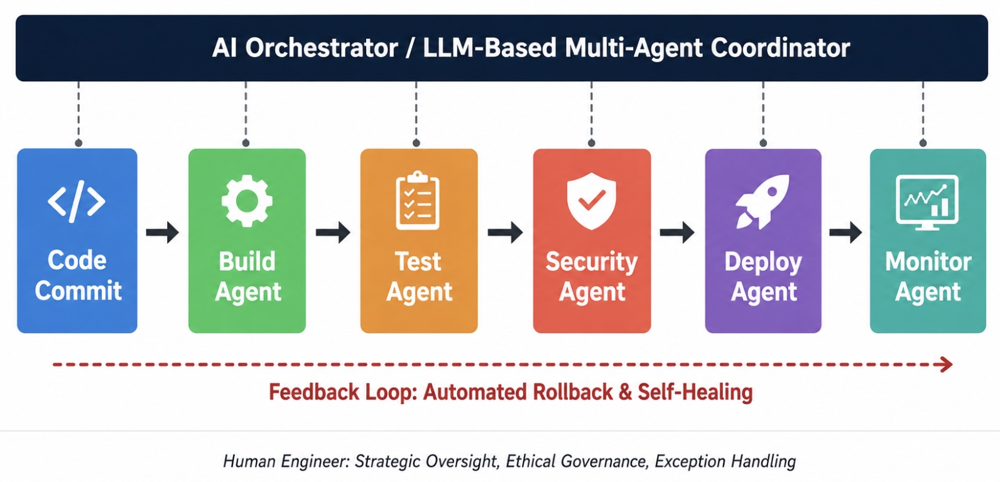 AI Orchestrator / LLM-Based Multi-Agent Coordinator
Code
Commit
Build
Agent
Test
Agent
Security
Agent
Deploy
Agent
Monitor
Agent
Feedback Loop: Automated Rollback & Self-Healing
Human Engineer: Strategic Oversight, Ethical Governance, Exception Handling